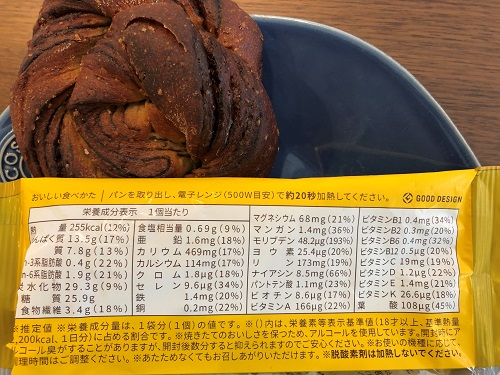 おいしい食べかた | パンを取り出し、電子レンジ(500W目安)で約20秒加熱してください。 GOOD DESIGN
栄養成分表示 1個当たり
熱 量 255kcal(12%)
んぱく質 13.5g(17%)
質 7.8g(13%)
n-3系脂肪酸 0.4g(22%)
n-6系脂肪酸 1.9g(21%)
炭水化物 29.3g(9%)
糖 質 25.9g
食物繊維 3.4g(18%)
食塩相当量 0.69g(9%)
亜 鉛 1.6mg(18%)
カリウム 469mg(17%)
カルシウム 114mg(17%)
クロム 1.8μg(18%)
セレン 9.6μg(34%)
鉄 1.4mg(20%)
銅 0.2mg(22%)
マグネシウム 68mg(21%)
マンガン 1.4mg(36%)
モリブデン 48.2μg(193%)
ヨウ素 25.4μg(20%)
リン 173mg(19%)
ナイアシン 8.5mg(66%)
パントテン酸 1.1mg(23%)
ビオチン 8.6μg(17%)
ビタミンA 166μg(22%)
ビタミンB1 0.4mg(34%)
ビタミンB2 0.3mg(20%)
ビタミンB6 0.4mg(32%)
ビタミンB12 0.5μg(20%)
ビタミンC 19mg(19%)
ビタミンD 1.2μg(22%)
ビタミンE 1.4mg(21%)
ビタミンK 26.6μg(18%)
葉 酸 108μg(45%)
※推定値 ※栄養成分量は、1袋分(1個)の値です。※( )内は、栄養素等表示基準値(18才以上、基準熱量
,200kcal、1日分)に占める割合です。※焼きたてのおいしさを保つため、アルコールを使用しています。開封時にア
ルコール臭がすることがありますが、開封後数分すると抑えられますのでご安心ください。※お使いの機種に応じて、
理時間はご調整ください。※あたためなくてもお召しあがりいただけます。※脱酸素剤は加熱しないでください。